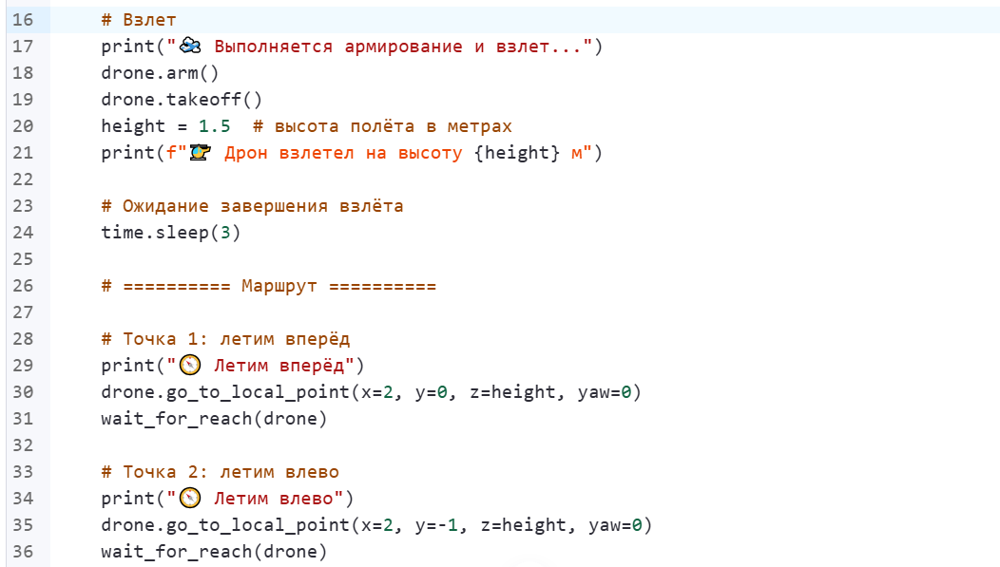 16 # Взлет
17 print("🌬 Выполняется армирование и взлет...")
18 drone.arm()
19 drone.takeoff()
20 height = 1.5  # высота полёта в метрах
21 print(f"🚁 Дрон взлетел на высоту {height} м")
22
23 # Ожидание завершения взлёта
24 time.sleep(3)
25
26 # ========== Маршрут ==========
27
28 # Точка 1: летим вперёд
29 print("🧭 Летим вперёд")
30 drone.go_to_local_point(x=2, y=0, z=height, yaw=0)
31 wait_for_reach(drone)
32
33 # Точка 2: летим влево
34 print("🧭 Летим влево")
35 drone.go_to_local_point(x=2, y=-1, z=height, yaw=0)
36 wait_for_reach(drone)